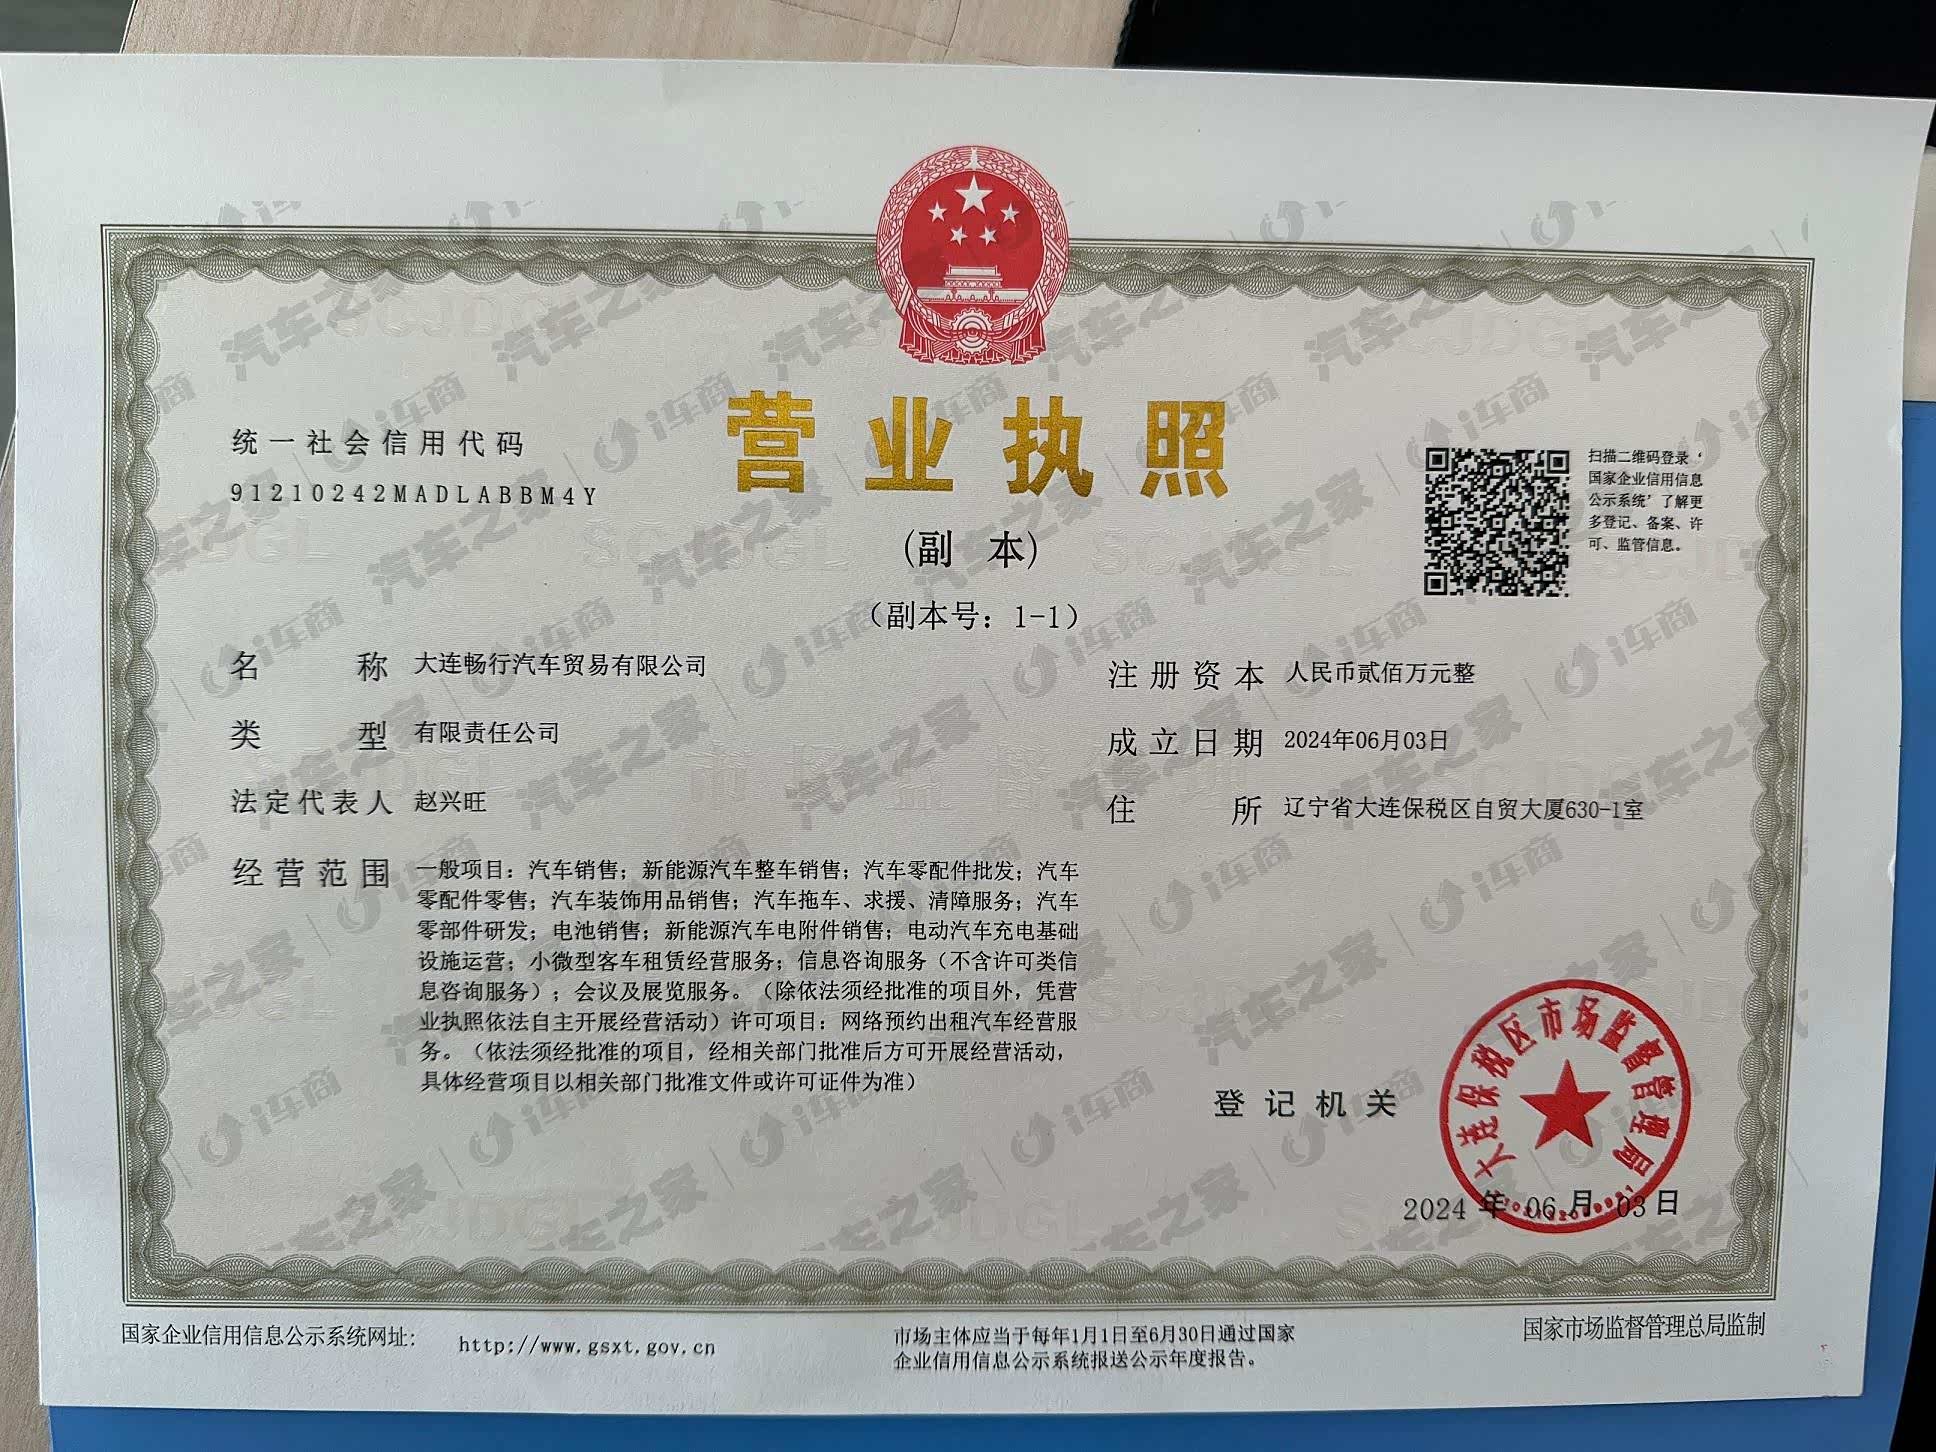 营业执照
(副 本)
(副本号：1-1)
统一社会信用代码
91210242MADLABBM4Y
扫描二维码登录‘
国家企业信用信息
公示系统’了解更
多登记、备案、许
可、监管信息。
名 称 大连畅行汽车贸易有限公司
类 型 有限责任公司
法定代表人 赵兴旺
经营范围 一般项目：汽车销售；新能源汽车整车销售；汽车零配件批发；汽车
零配件零售；汽车装饰用品销售；汽车拖车、求援、清障服务；汽车
零部件研发；电池销售；新能源汽车电附件销售；电动汽车充电基础
设施运营；小微型客车租赁经营服务；信息咨询服务（不含许可类信
息咨询服务）；会议及展览服务。（除依法须经批准的项目外，凭营
业执照依法自主开展经营活动）许可项目：网络预约出租汽车经营服
务。（依法须经批准的项目，经相关部门批准后方可开展经营活动，
具体经营项目以相关部门批准文件或许可证件为准）
注册资本 人民币贰佰万元整
成立日期 2024年06月03日
住 所 辽宁省大连保税区自贸大厦630-1室
登记机关
大连保税区市场监督管理局
2024 年 06 月 03 日
国家企业信用信息公示系统网址：
http://www.gsxt.gov.cn
市场主体应当于每年1月1日至6月30日通过国家
企业信用信息公示系统报送公示年度报告。
国家市场监督管理总局监制
汽车之家 | i车商